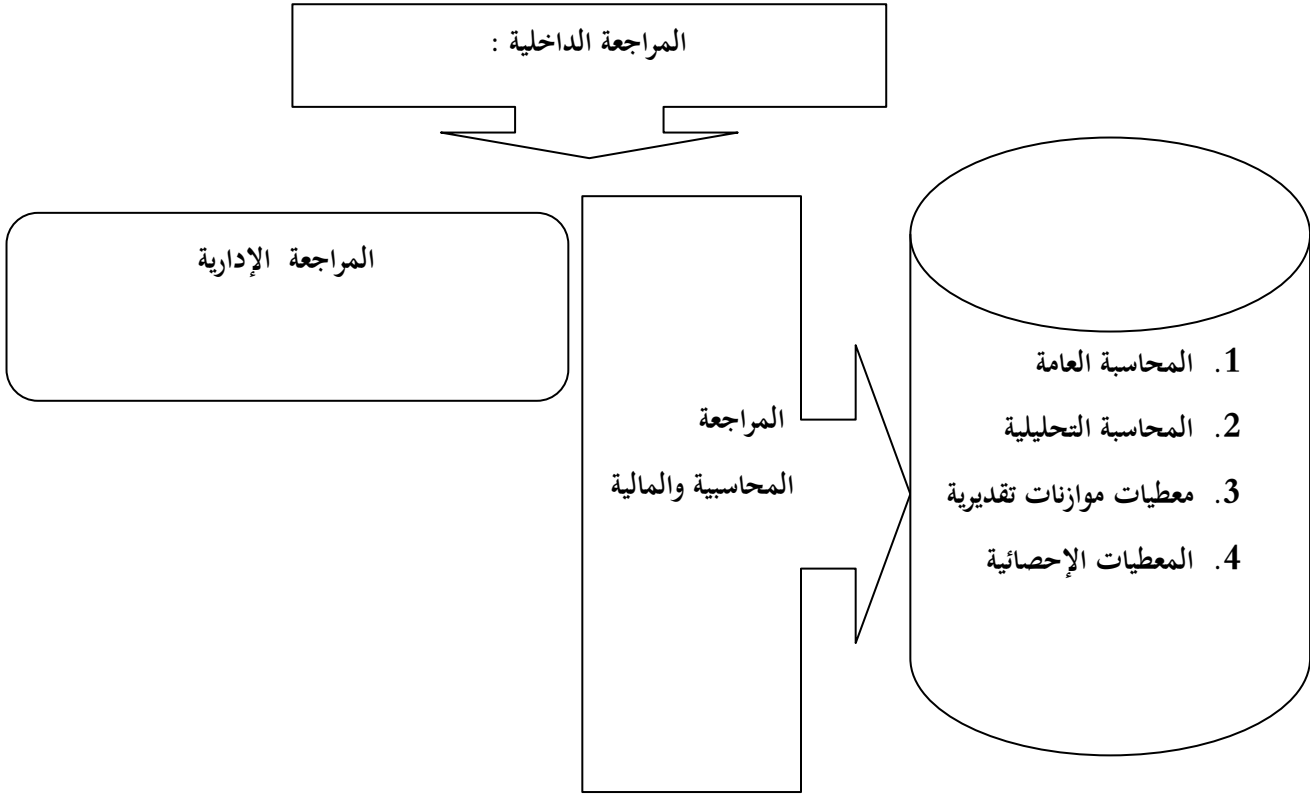 المراجعة الداخلية :
المراجعة الإدارية
المراجعة
المحاسبية والمالية
1. المحاسبة العامة
2. المحاسبة التحليلية
3. معطيات موازنات تقديرية
4. المعطيات الإحصائية